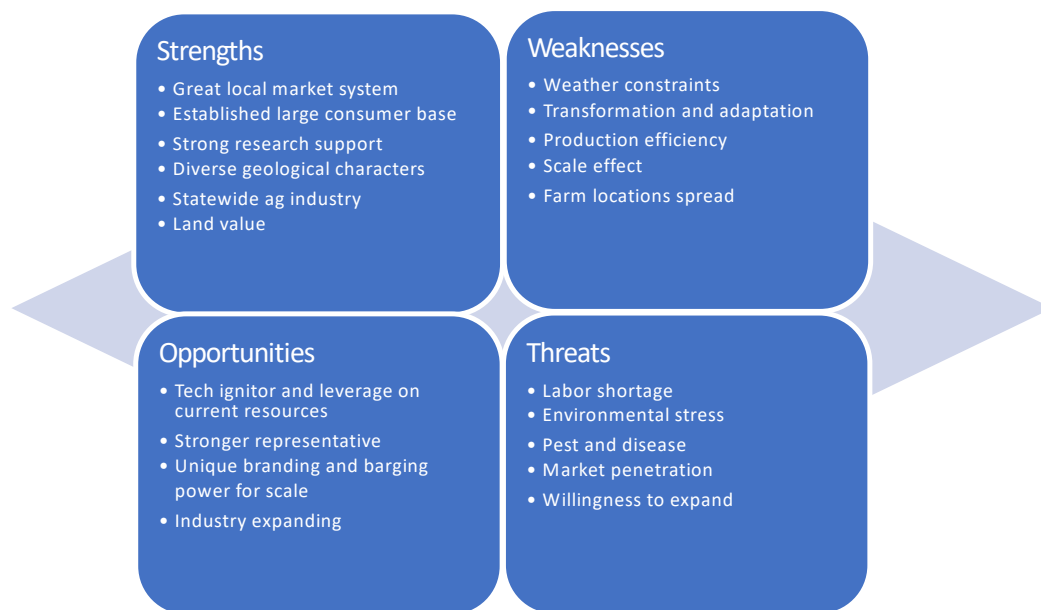 Strengths
• Great local market system
• Established large consumer base
• Strong research support
• Diverse geological characters
• Statewide ag industry
• Land value
Weaknesses
• Weather constraints
• Transformation and adaptation
• Production efficiency
• Scale effect
• Farm locations spread
Opportunities
• Tech ignitor and leverage on
current resources
• Stronger representative
• Unique branding and barging
power for scale
• Industry expanding
Threats
• Labor shortage
• Environmental stress
• Pest and disease
• Market penetration
• Willingness to expand